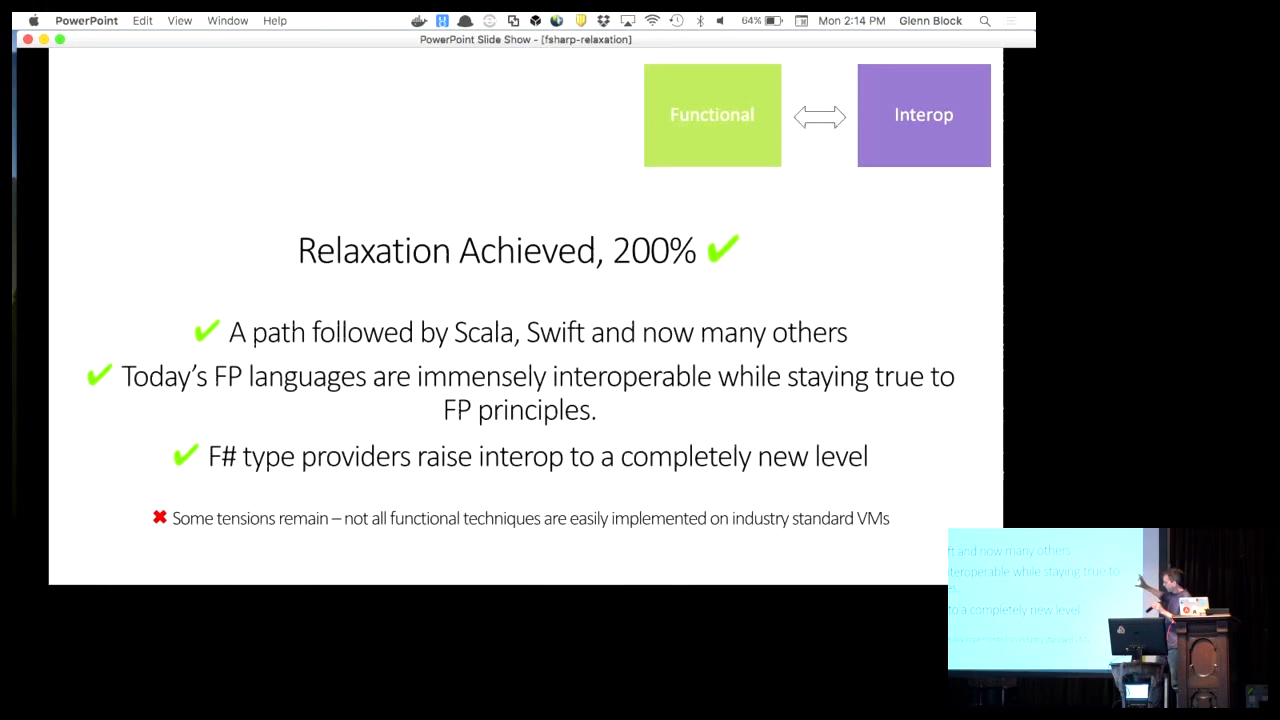 PowerPoint Edit View Window Help 64% Mon 2:14 PM Glenn Block
PowerPoint Slide Show - [fsharp-relaxation]
Functional
Interop
Relaxation Achieved, 200% ✔
✔ A path followed by Scala, Swift and now many others
✔ Today’s FP languages are immensely interoperable while staying true to
FP principles.
✔ F# type providers raise interop to a completely new level
✖ Some tensions remain – not all functional techniques are easily implemented on industry standard VMs
ft and now many others
nteroperable while staying true to
to a completely new level